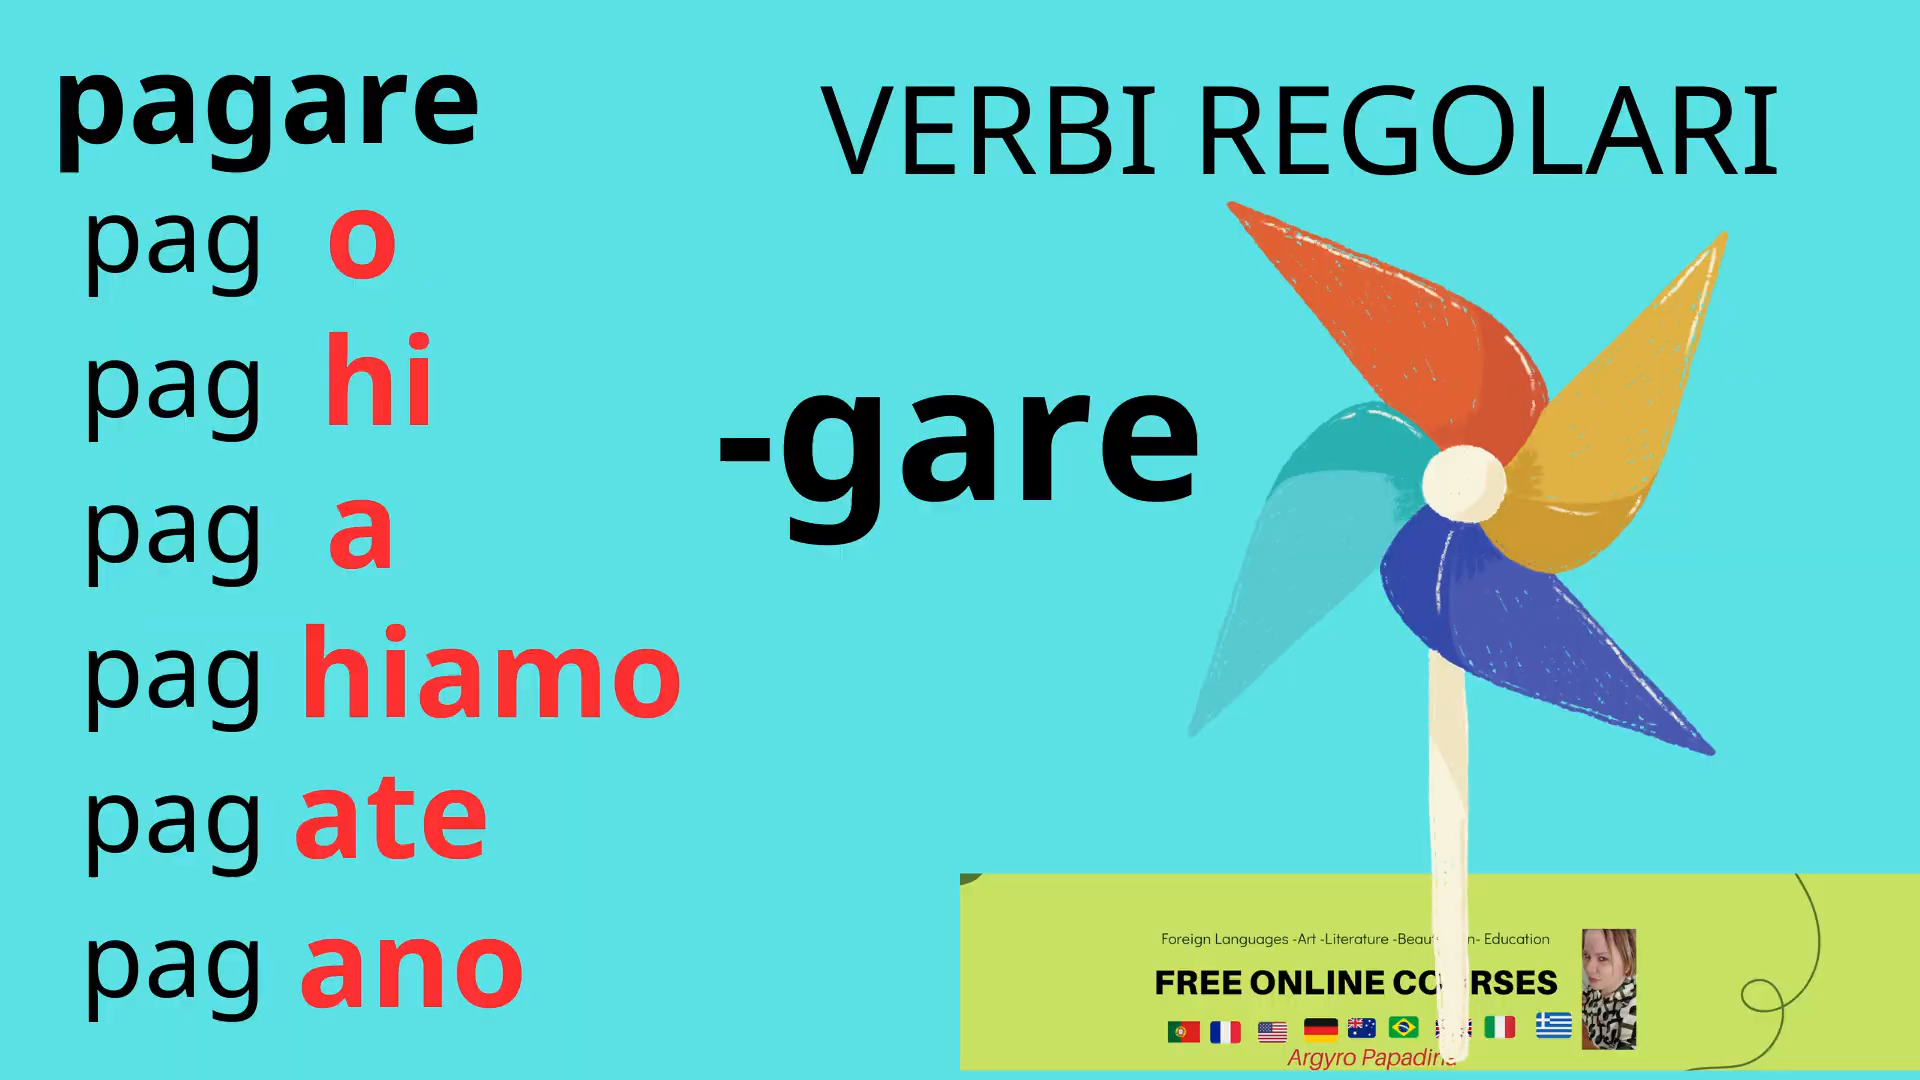 pagare
VERBI REGOLARI
pag o
pag hi
pag a
pag hiamo
pag ate
pag ano
-gare
Foreign Languages -Art -Literature - Education
FREE ONLINE
Argyro